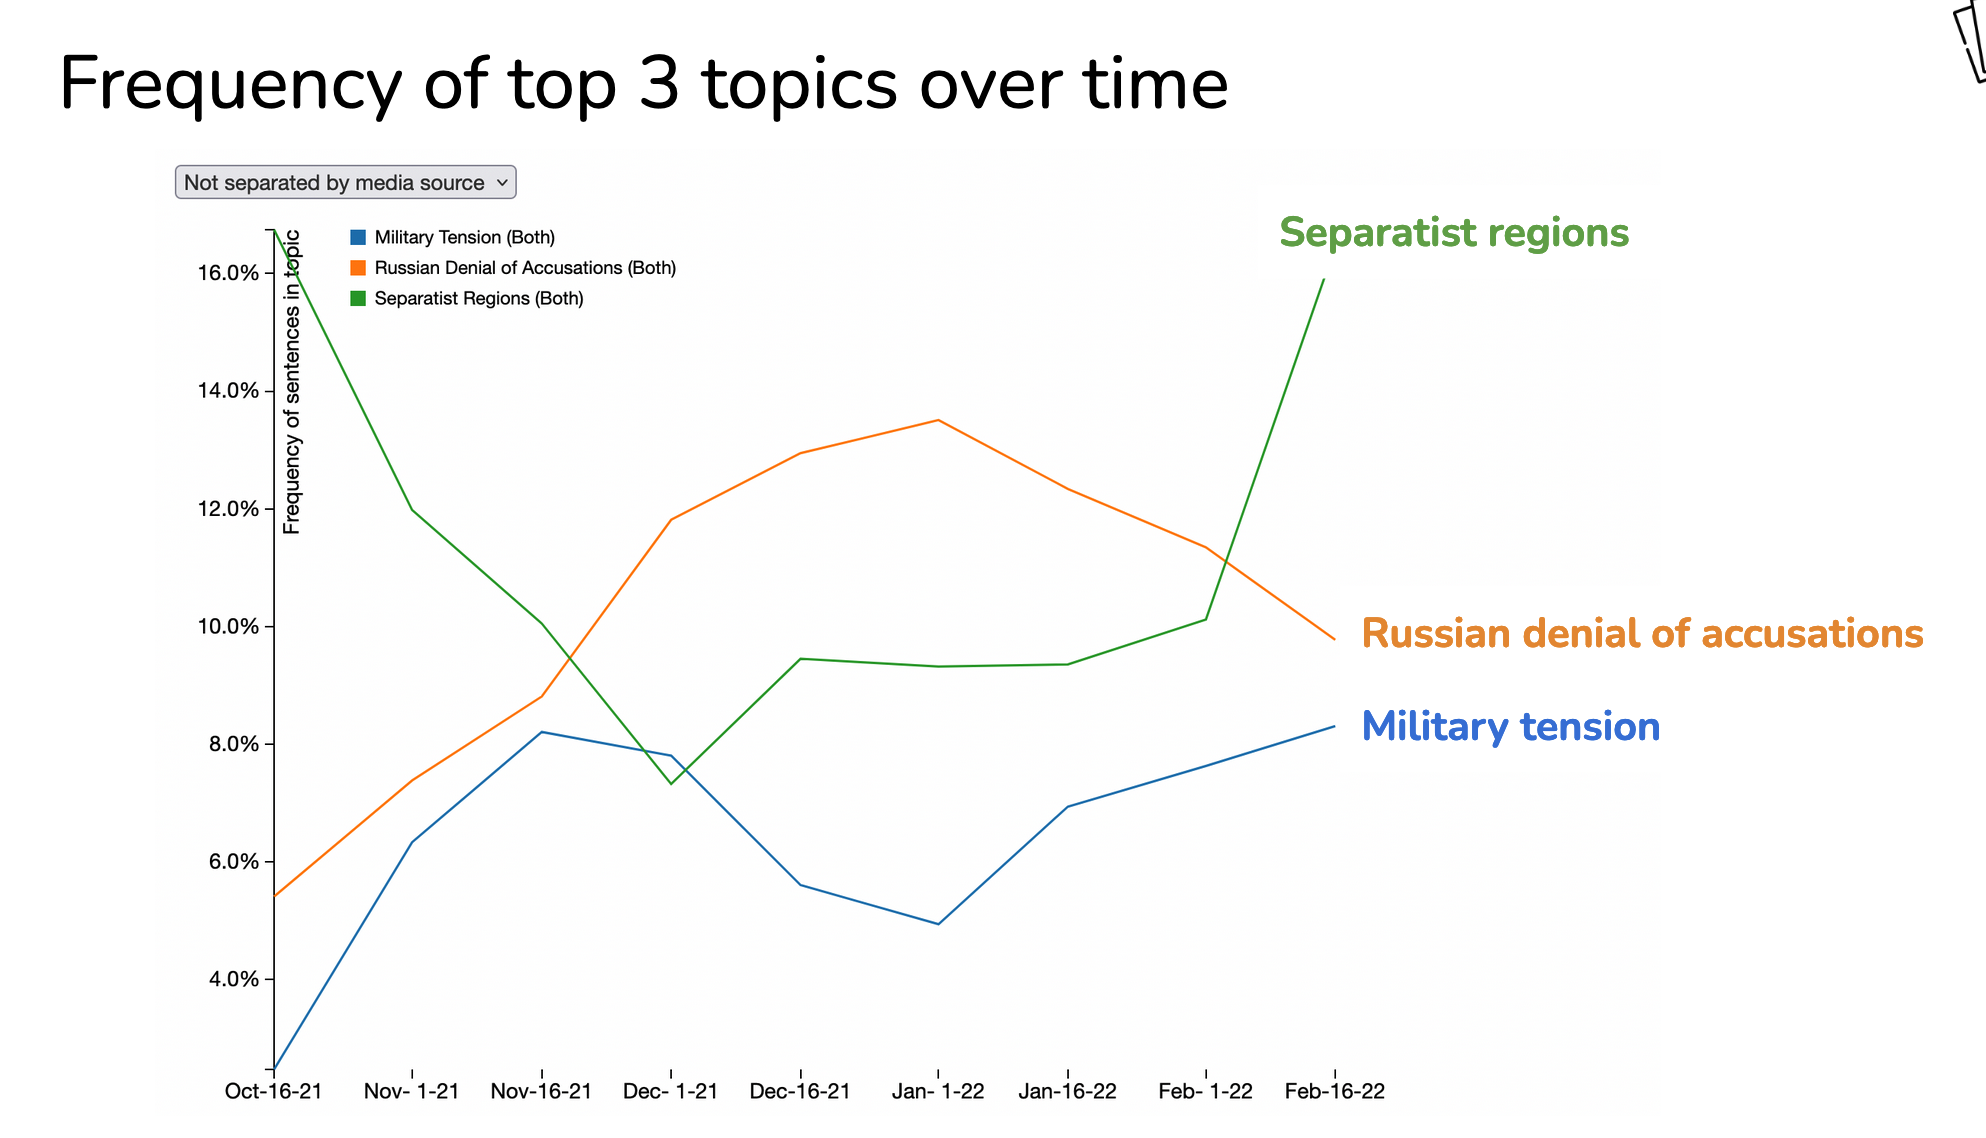 Frequency of top 3 topics over time
Not separated by media source
Separatist regions
Military Tension (Both)
Russian Denial of Accusations (Both)
Separatist Regions (Both)
Frequency of sentences in topic
16.0%
14.0%
12.0%
10.0%
8.0%
6.0%
4.0%
Russian denial of accusations
Military tension
Oct-16-21 Nov- 1-21 Nov-16-21 Dec- 1-21 Dec-16-21 Jan- 1-22 Jan-16-22 Feb- 1-22 Feb-16-22